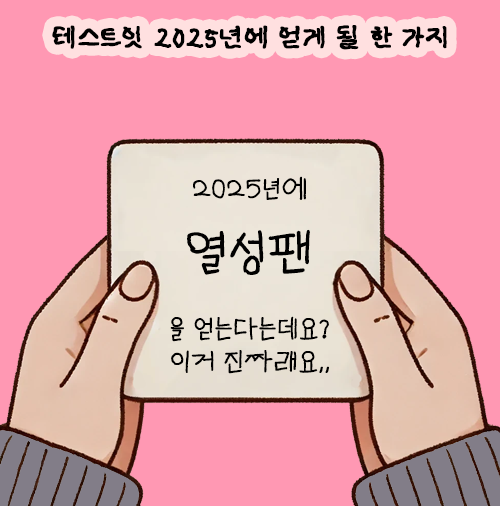 테스트잇 2025년에 얻게 될 한 가지
2025년에
열성팬
을 얻는다는데요?
이거 진짜래요,,